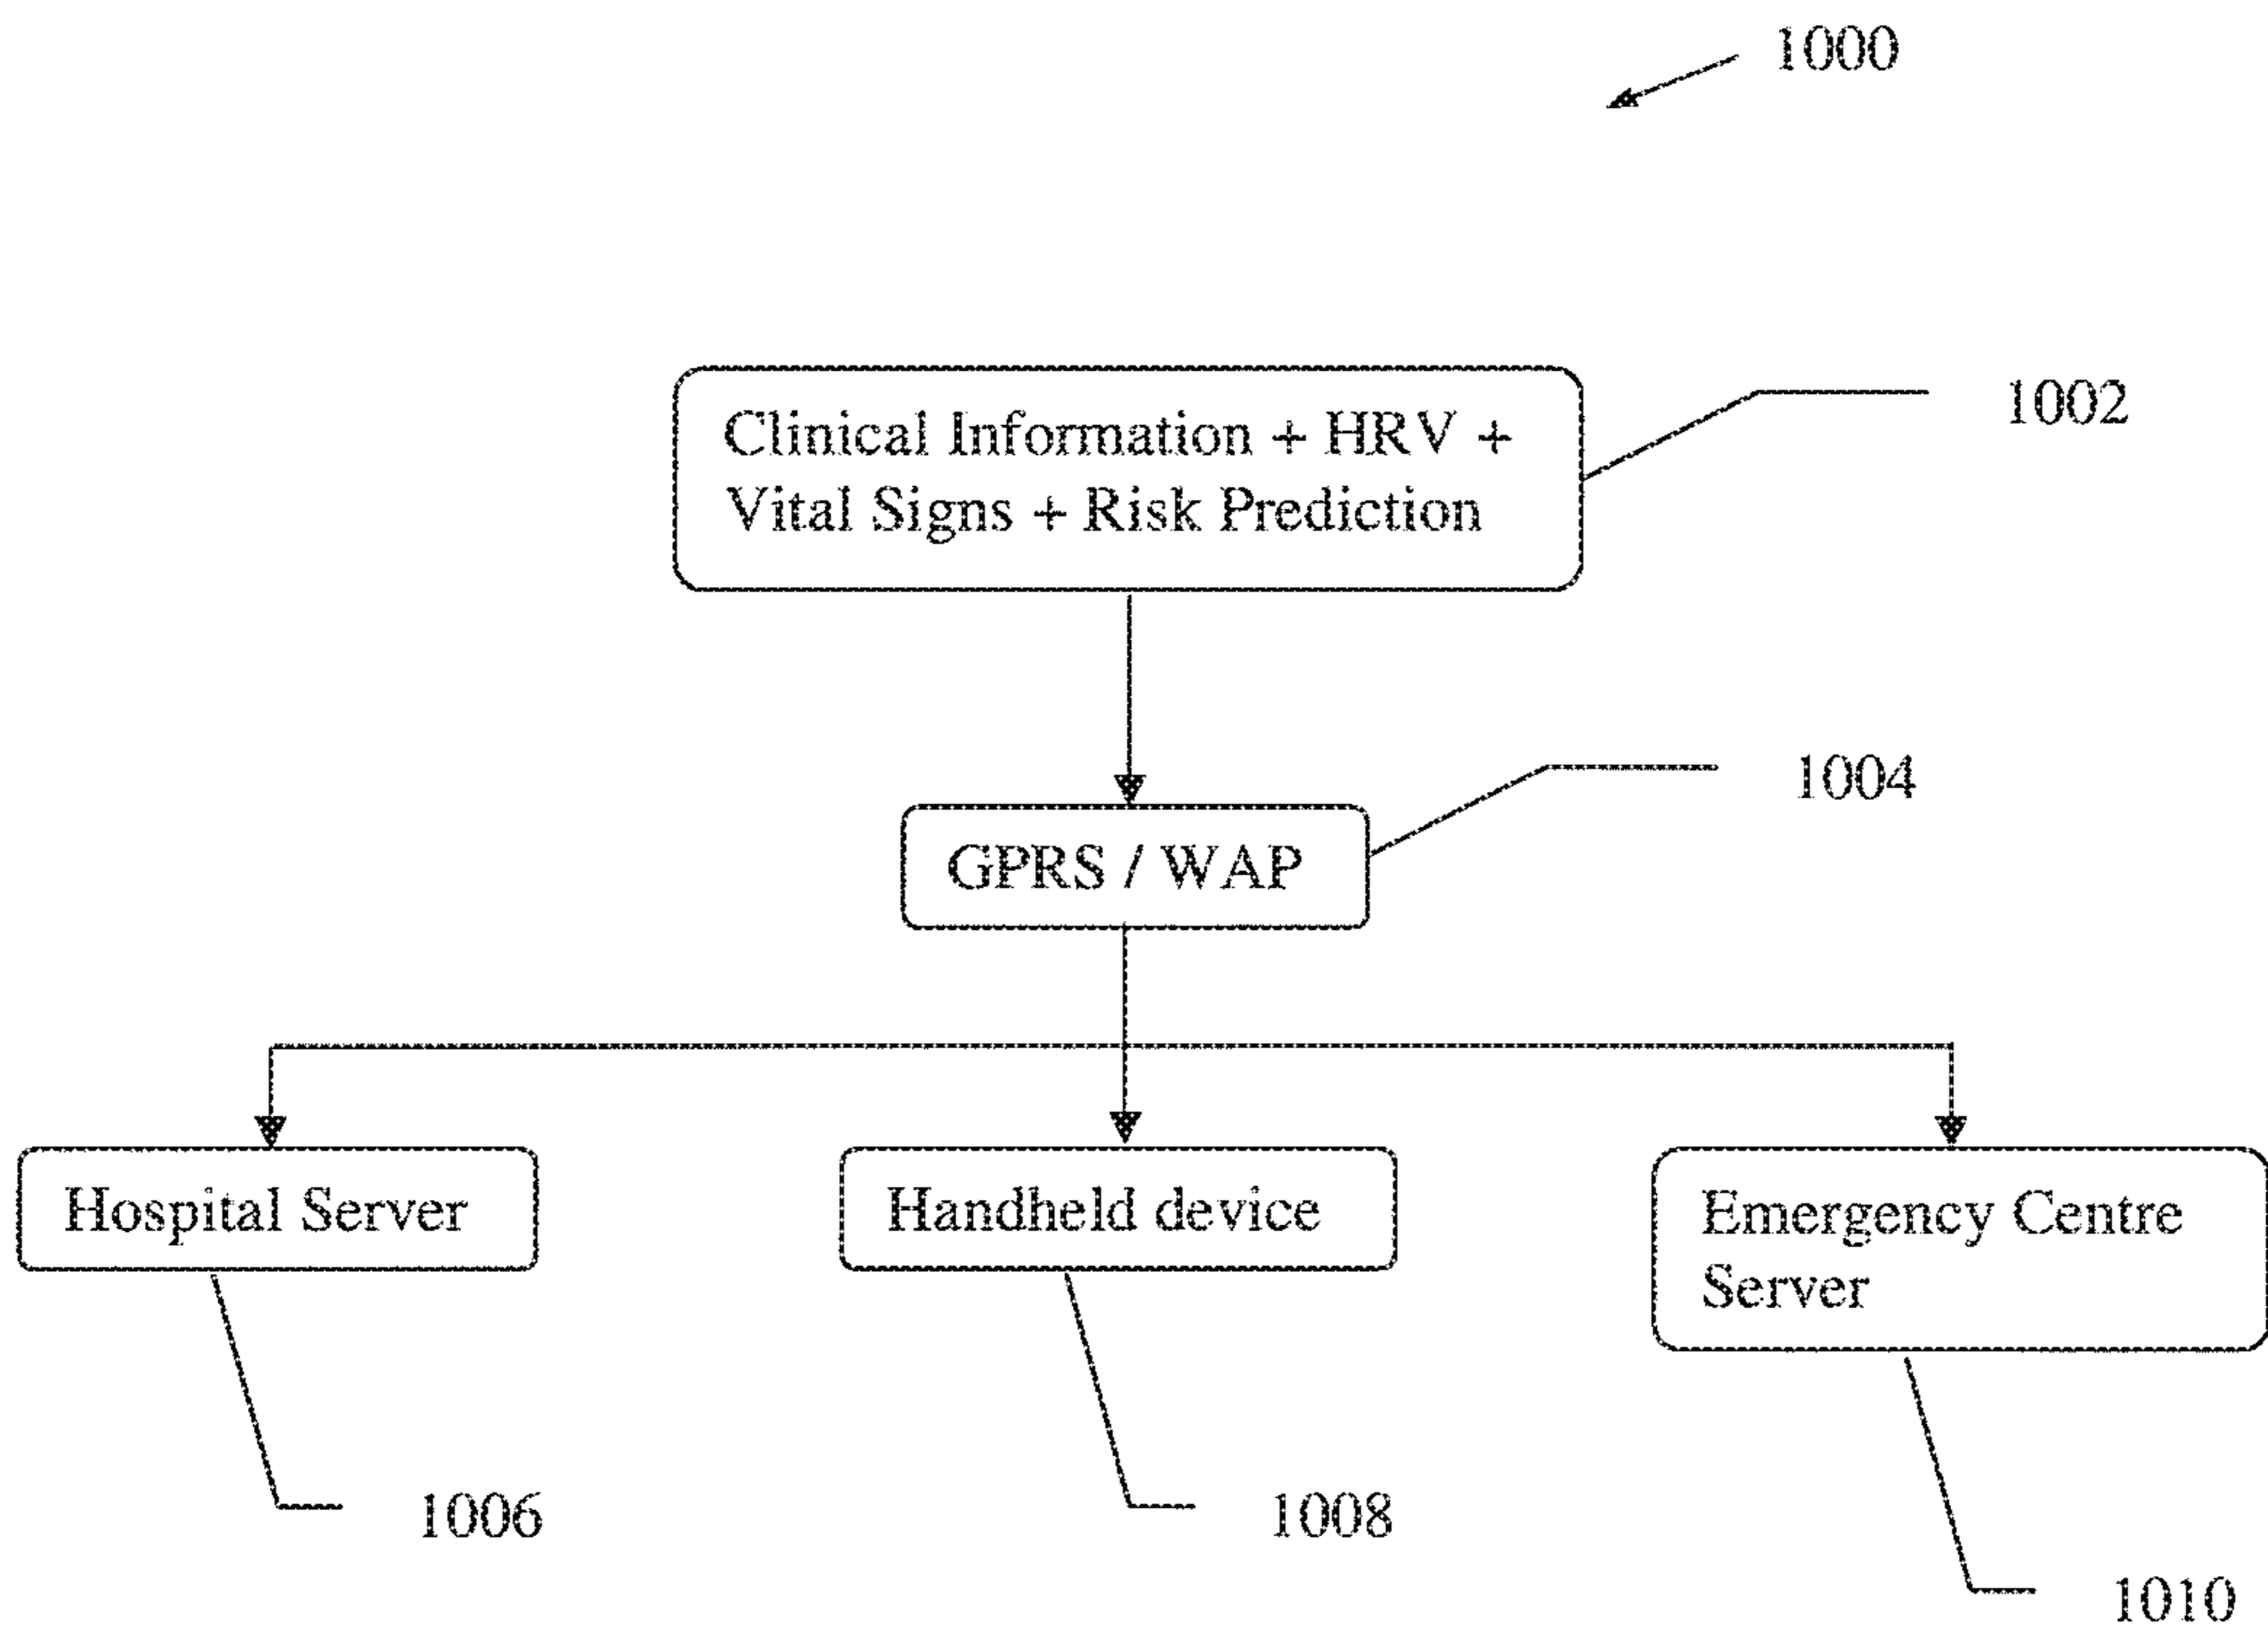 1000
Clinical Information + HRV +
Vital Signs + Risk Prediction
1002
GPRS / WAP
1004
Hospital Server
Handheld device
Emergency Centre
Server
1006
1008
1010